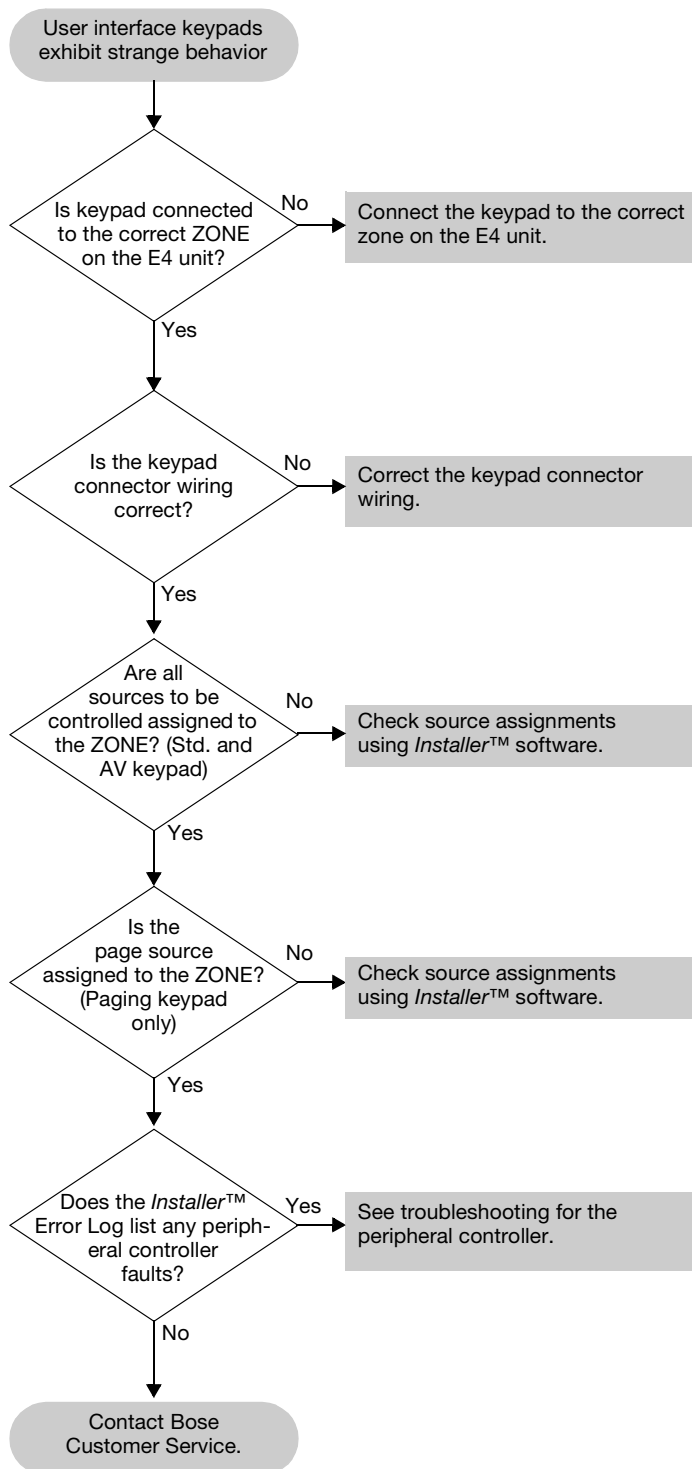 User interface keypads
exhibit strange behavior
Is keypad connected
to the correct ZONE
on the E4 unit?
No
Connect the keypad to the correct
zone on the E4 unit.
Yes
Is the keypad
connector wiring
correct?
No
Correct the keypad connector
wiring.
Yes
Are all
sources to be
controlled assigned to
the ZONE? (Std. and
AV keypad)
No
Check source assignments
using Installer™ software.
Yes
Is the
page source
assigned to the ZONE?
(Paging keypad
only)
No
Check source assignments
using Installer™ software.
Yes
Does the Installer™
Error Log list any periph-
eral controller
faults?
Yes
See troubleshooting for the
peripheral controller.
No
Contact Bose
Customer Service.